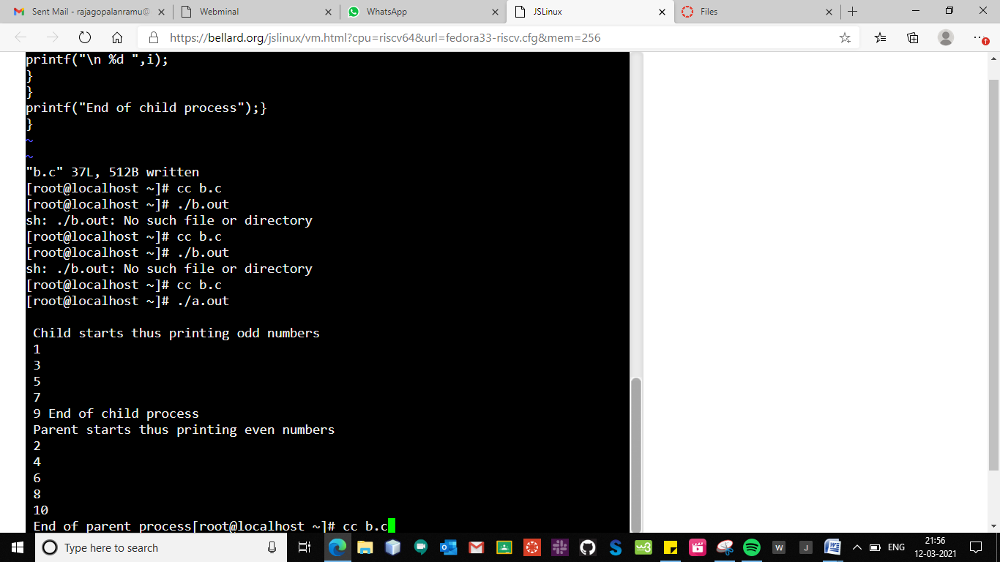 Sent Mail - rajagopalanramu@
Webminal
WhatsApp
JSLinux
Files
https://bellard.org/jslinux/vm.html?cpu=riscv64&url=fedora33-riscv.cfg&mem=256
printf("\n %d ",i);
}
}
printf("End of child process");}
}
~
~
"b.c" 37L, 512B written
[root@localhost ~]# cc b.c
[root@localhost ~]# ./b.out
sh: ./b.out: No such file or directory
[root@localhost ~]# cc b.c
[root@localhost ~]# ./b.out
sh: ./b.out: No such file or directory
[root@localhost ~]# cc b.c
[root@localhost ~]# ./a.out
Child starts thus printing odd numbers
1
3
5
7
9 End of child process
Parent starts thus printing even numbers
2
4
6
8
10
End of parent process[root@localhost ~]# cc b.c
Type here to search
W
J
ENG
21:56
12-03-2021